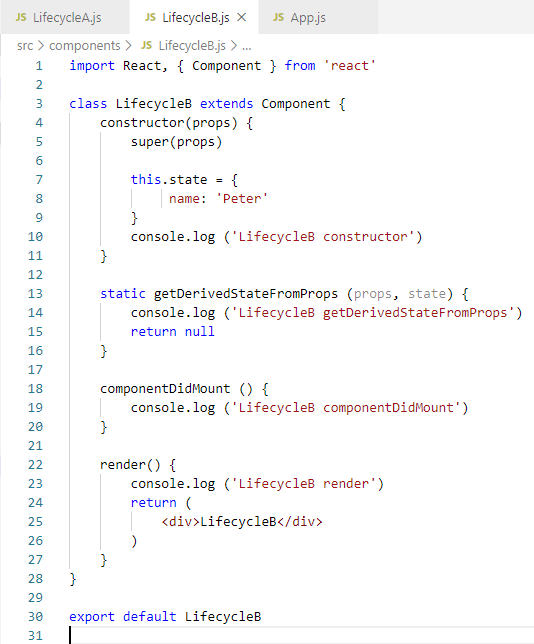 JS LifecycleA.js JS LifecycleB.js × JS App.js
src > components > JS LifecycleB.js > ...
1 import React, { Component } from 'react'
2
3 class LifecycleB extends Component {
4     constructor(props) {
5         super(props)
6
7         this.state = {
8              name: 'Peter'
9         }
10         console.log ('LifecycleB constructor')
11     }
12
13     static getDerivedStateFromProps (props, state) {
14         console.log ('LifecycleB getDerivedStateFromProps')
15         return null
16     }
17
18     componentDidMount () {
19         console.log ('LifecycleB componentDidMount')
20     }
21
22     render() {
23         console.log ('LifecycleB render')
24         return (
25             <div>LifecycleB</div>
26         )
27     }
28 }
29
30 export default LifecycleB
31